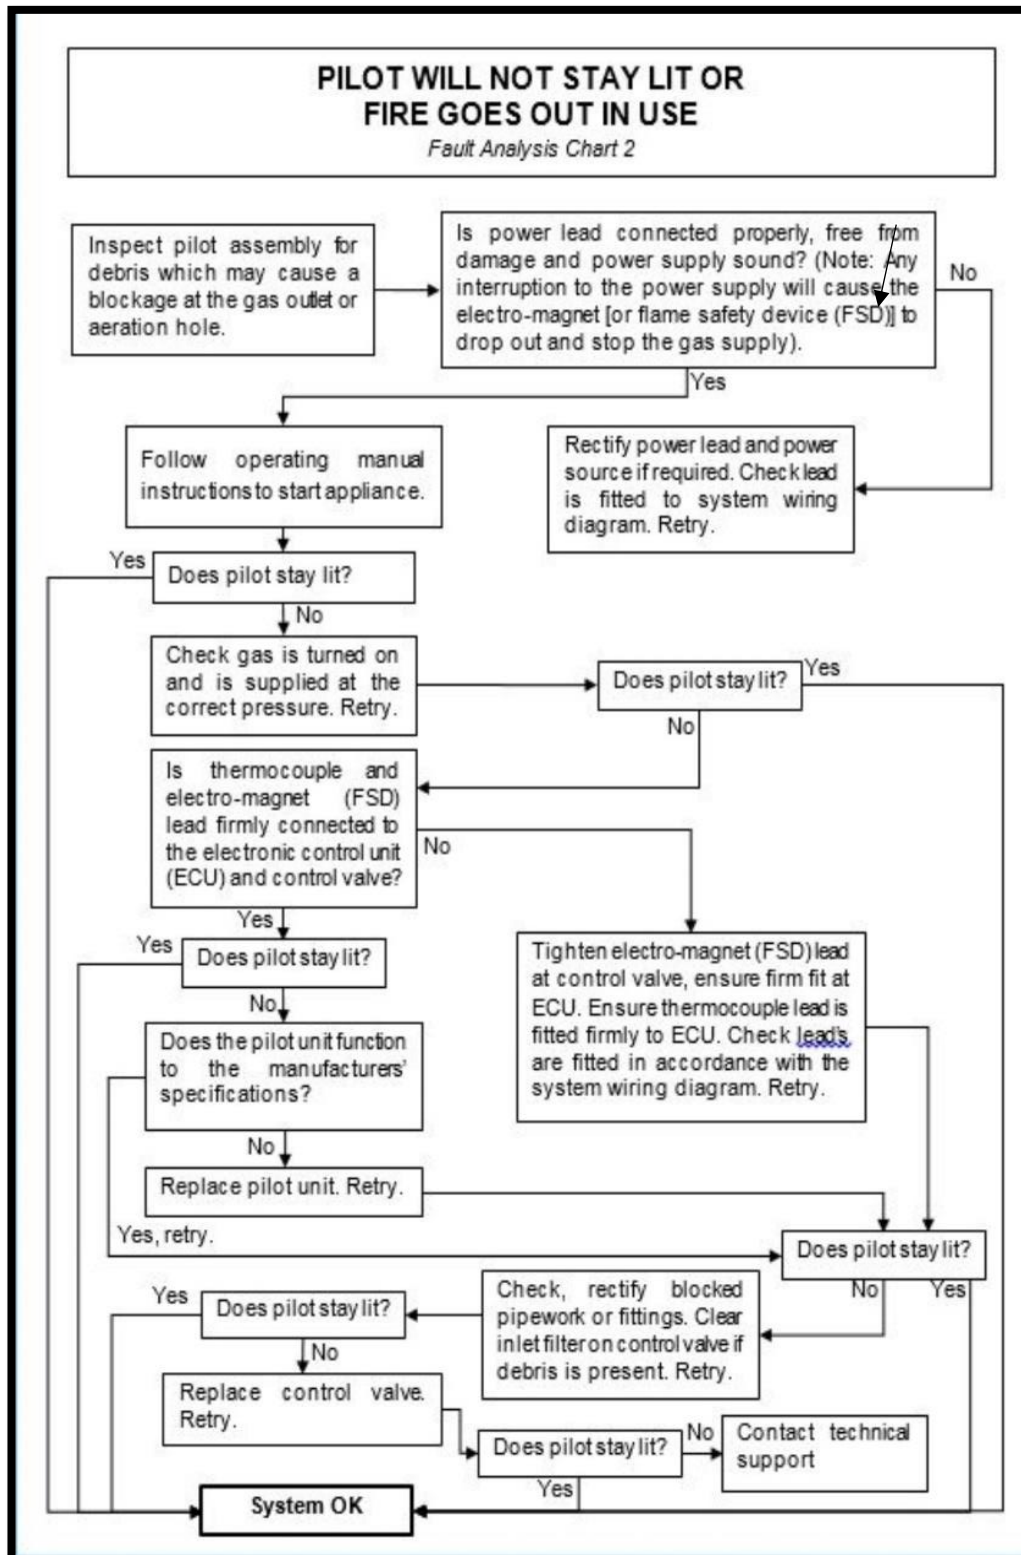 PILOT WILL NOT STAY LIT OR
FIRE GOES OUT IN USE
Fault Analysis Chart 2
Inspect pilot assembly for
debris which may cause a
blockage at the gas outlet or
aeration hole.
Is power lead connected properly, free from
damage and power supply sound? (Note: Any
interruption to the power supply will cause the
electro-magnet [or flame safety device (FSD)] to
drop out and stop the gas supply).
No
Yes
Follow operating manual
instructions to start appliance.
Rectify power lead and power
source if required. Check lead
is fitted to system wiring
diagram. Retry.
Yes
Does pilot stay lit?
No
Check gas is turned on
and is supplied at the
correct pressure. Retry.
Does pilot stay lit?
Yes
No
Is thermocouple and
electro-magnet (FSD)
lead firmly connected to
the electronic control unit
(ECU) and control valve?
No
Yes
Yes
Does pilot stay lit?
No
Tighten electro-magnet (FSD) lead
at control valve, ensure firm fit at
ECU. Ensure thermocouple lead is
fitted firmly to ECU. Check lead's
are fitted in accordance with the
system wiring diagram. Retry.
Does the pilot unit function
to the manufacturers'
specifications?
No
Replace pilot unit. Retry.
Yes, retry.
Does pilot stay lit?
No
Yes
Check, rectify blocked
pipework or fittings. Clear
inlet filter on control valve if
debris is present. Retry.
Yes
Does pilot stay lit?
No
Replace control valve.
Retry.
Does pilot stay lit?
No
Contact technical
support
Yes
System OK